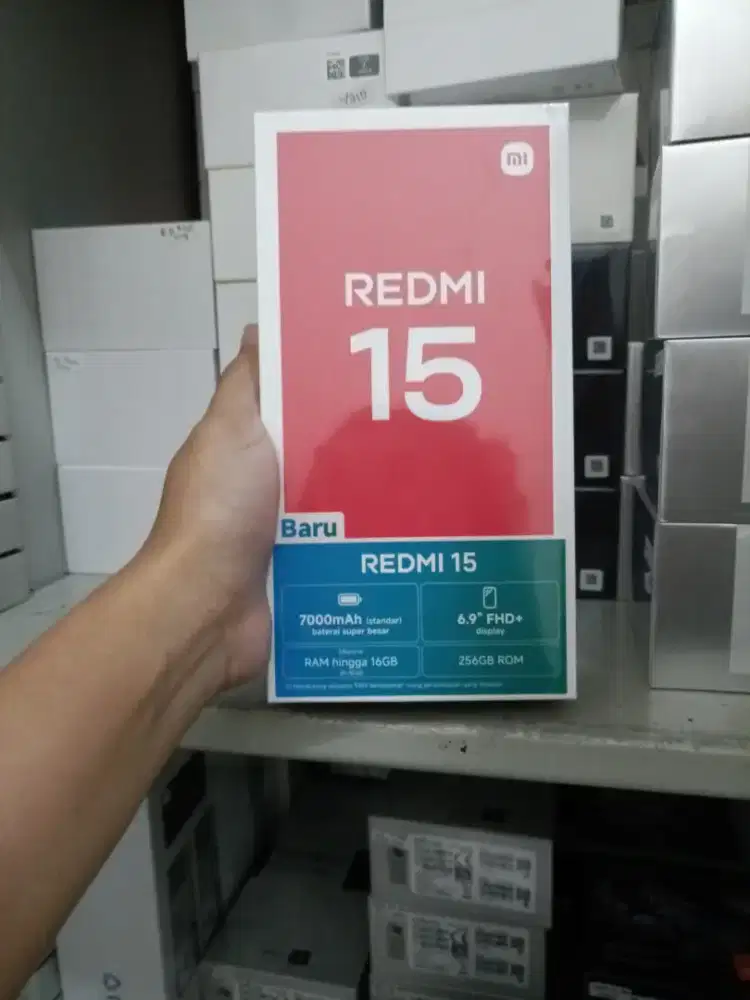 mi
REDMI
15
Baru
REDMI 15
7000mAh (standar)
baterai super besar
6.9" FHD+
display
RAM hingga 16GB
256GB ROM